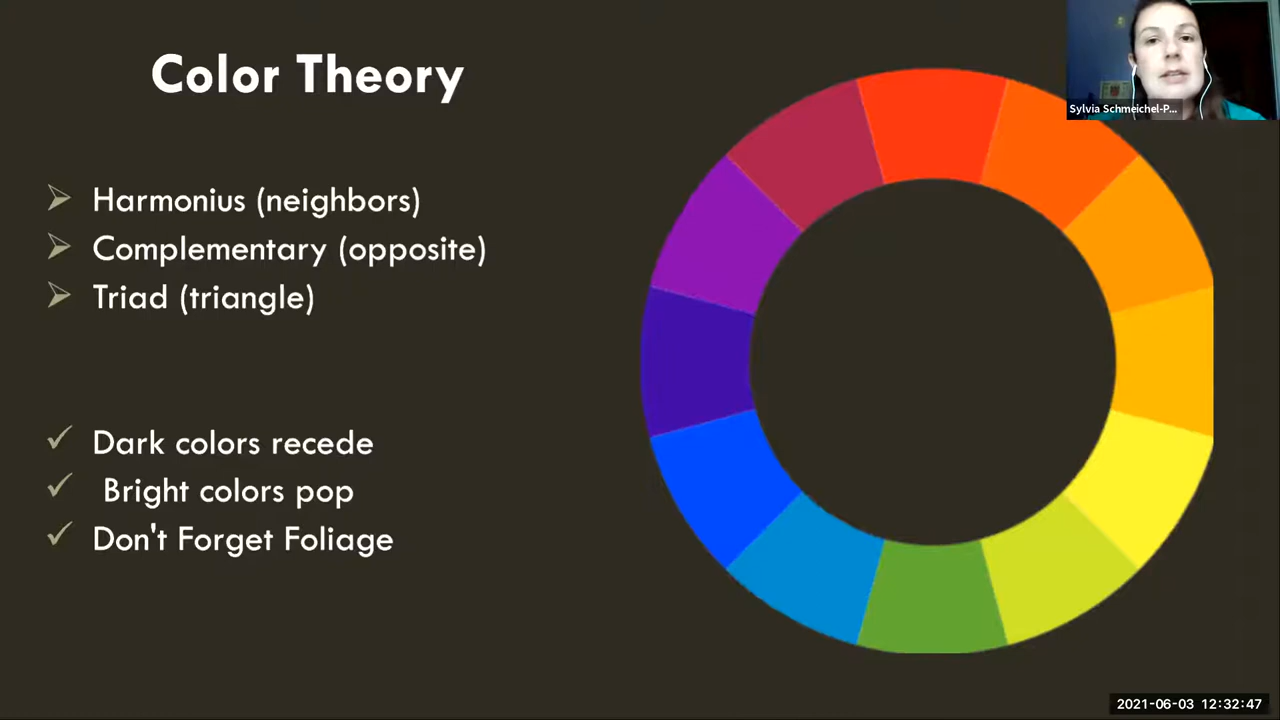 Color Theory
Harmonius (neighbors)
Complementary (opposite)
Triad (triangle)
Dark colors recede
Bright colors pop
Don't Forget Foliage
Sylvia Schmeichel-P...
2021-06-03 12:32:47